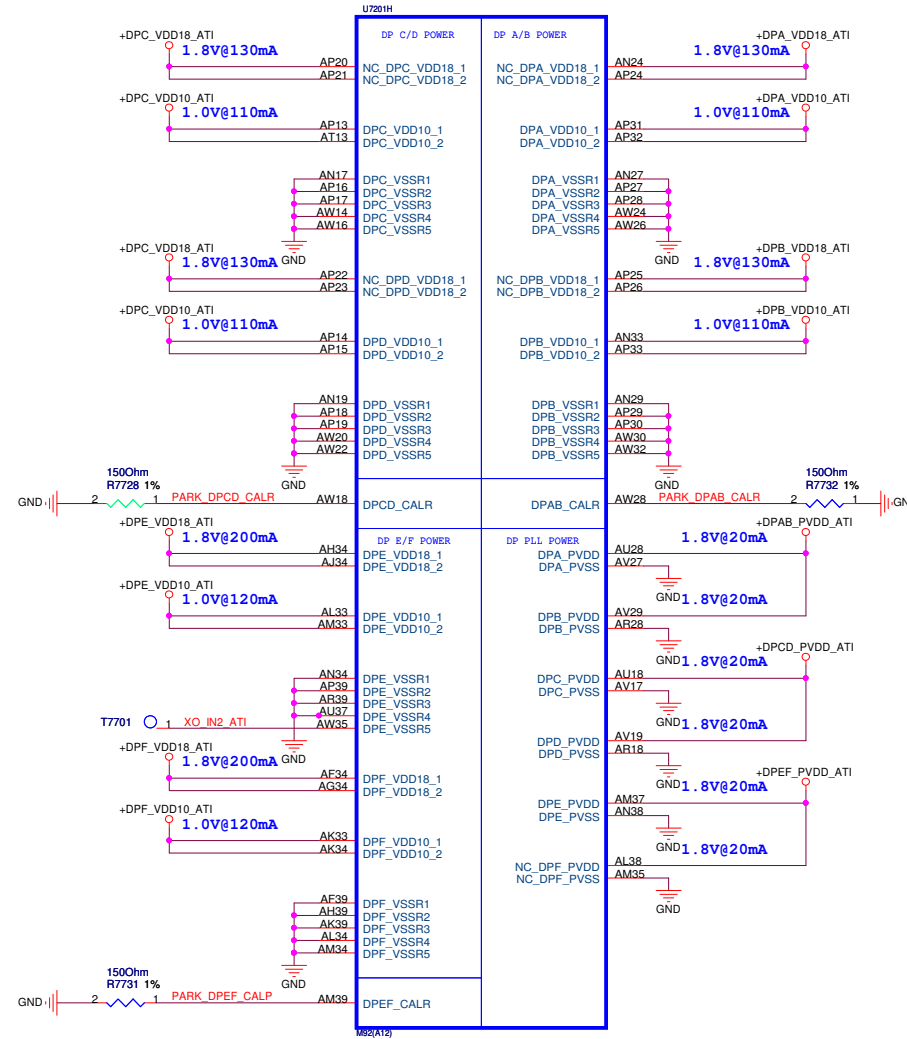 U7201H
DP C/D POWER
DP A/B POWER
+DPC_VDD18_ATI
1.8V@130mA
AP20 NC_DPC_VDD18_1
AP21 NC_DPC_VDD18_2
+DPC_VDD10_ATI
1.0V@110mA
AP13 DPC_VDD10_1
AT13 DPC_VDD10_2
AN17 DPC_VSSR1
AP16 DPC_VSSR2
AP17 DPC_VSSR3
AW14 DPC_VSSR4
AW16 DPC_VSSR5
GND
+DPC_VDD18_ATI
1.8V@130mA
AP22 NC_DPD_VDD18_1
AP23 NC_DPD_VDD18_2
+DPC_VDD10_ATI
1.0V@110mA
AP14 DPD_VDD10_1
AP15 DPD_VDD10_2
AN19 DPD_VSSR1
AP18 DPD_VSSR2
AP19 DPD_VSSR3
AW20 DPD_VSSR4
AW22 DPD_VSSR5
GND
150Ohm
R7728 1%
GND 2 1 PARK_DPCD_CALR AW18 DPCD_CALR
+DPE_VDD18_ATI
1.8V@200mA
DP E/F POWER
AH34 DPE_VDD18_1
AJ34 DPE_VDD18_2
+DPE_VDD10_ATI
1.0V@120mA
AL33 DPE_VDD10_1
AM33 DPE_VDD10_2
AN34 DPE_VSSR1
AP39 DPE_VSSR2
AR39 DPE_VSSR3
AU37 DPE_VSSR4
T7701 1 XO_IN2_ATI AW35 DPE_VSSR5
GND
+DPF_VDD18_ATI
1.8V@200mA
AF34 DPF_VDD18_1
AG34 DPF_VDD18_2
+DPF_VDD10_ATI
1.0V@120mA
AK33 DPF_VDD10_1
AK34 DPF_VDD10_2
AF39 DPF_VSSR1
AH39 DPF_VSSR2
AK39 DPF_VSSR3
AL34 DPF_VSSR4
AM34 DPF_VSSR5
GND
150Ohm
R7731 1%
GND 2 1 PARK_DPEF_CALP AM39 DPEF_CALR
M92(A12)
+DPA_VDD18_ATI
1.8V@130mA
NC_DPA_VDD18_1 AN24
NC_DPA_VDD18_2 AP24
+DPA_VDD10_ATI
1.0V@110mA
DPA_VDD10_1 AP31
DPA_VDD10_2 AP32
DPA_VSSR1 AN27
DPA_VSSR2 AP27
DPA_VSSR3 AP28
DPA_VSSR4 AW24
DPA_VSSR5 AW26
GND
+DPB_VDD18_ATI
1.8V@130mA
NC_DPB_VDD18_1 AP25
NC_DPB_VDD18_2 AP26
+DPB_VDD10_ATI
1.0V@110mA
DPB_VDD10_1 AN33
DPB_VDD10_2 AP33
DPB_VSSR1 AN29
DPB_VSSR2 AP29
DPB_VSSR3 AP30
DPB_VSSR4 AW30
DPB_VSSR5 AW32
GND
150Ohm
R7732 1%
DPAB_CALR AW28 PARK_DPAB_CALR 2 1
+DPAB_PVDD_ATI
1.8V@20mA
DP PLL POWER
DPA_PVDD AU28
DPA_PVSS AV27
GND
1.8V@20mA
DPB_PVDD AV29
DPB_PVSS AR28
GND
+DPCD_PVDD_ATI
1.8V@20mA
DPC_PVDD AU18
DPC_PVSS AV17
GND
1.8V@20mA
DPD_PVDD AV19
DPD_PVSS AR18
GND
+DPEF_PVDD_ATI
1.8V@20mA
DPE_PVDD AM37
DPE_PVSS AN38
GND
1.8V@20mA
NC_DPF_PVDD AL38
NC_DPF_PVSS AM35
GND